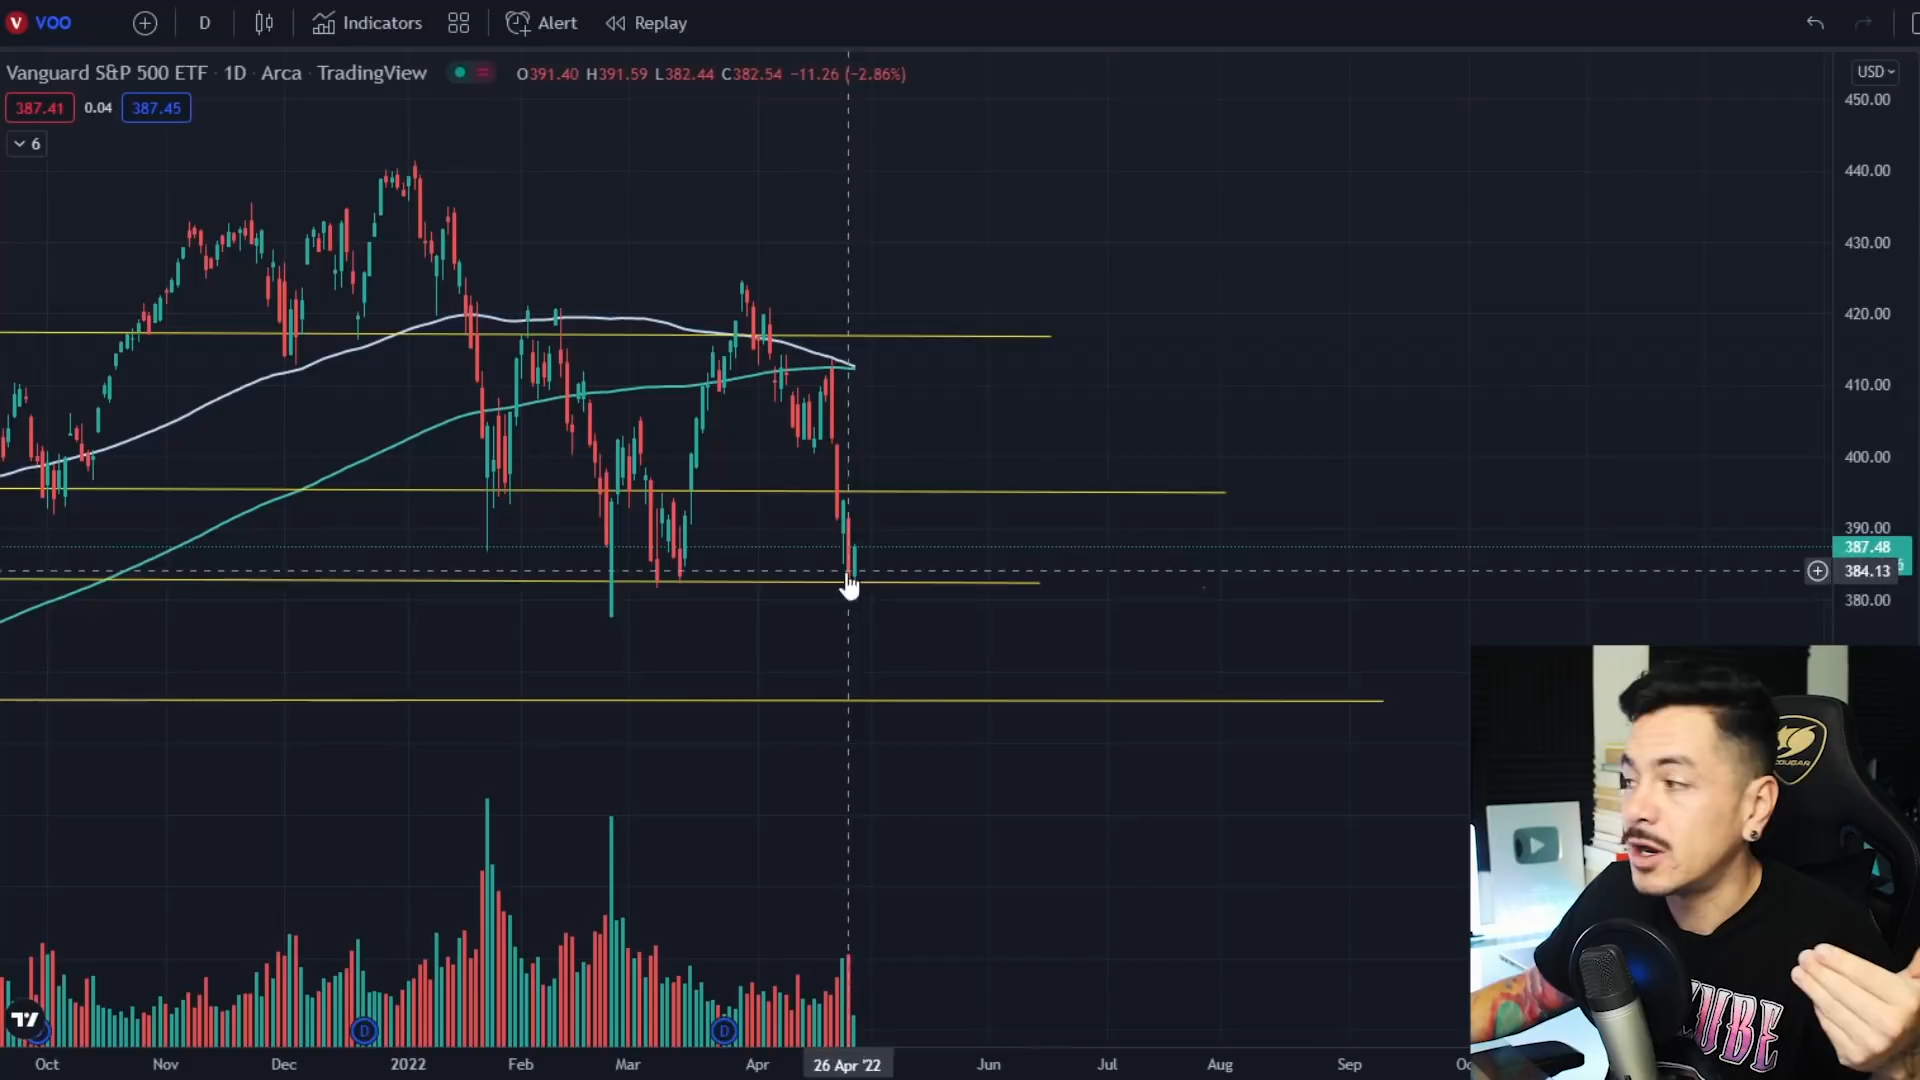 V VOO D Indicators Alert Replay
Vanguard S&P 500 ETF · 1D · Arca · TradingView O391.40 H391.59 L382.44 C382.54 −11.26 (−2.86%) USD
387.41 0.04 387.45
6
450.00
440.00
430.00
420.00
410.00
400.00
390.00
387.48
384.13
380.00
COUGAR
UBE
D D
Oct Nov Dec 2022 Feb Mar Apr 26 Apr '22 Jun Jul Aug Sep